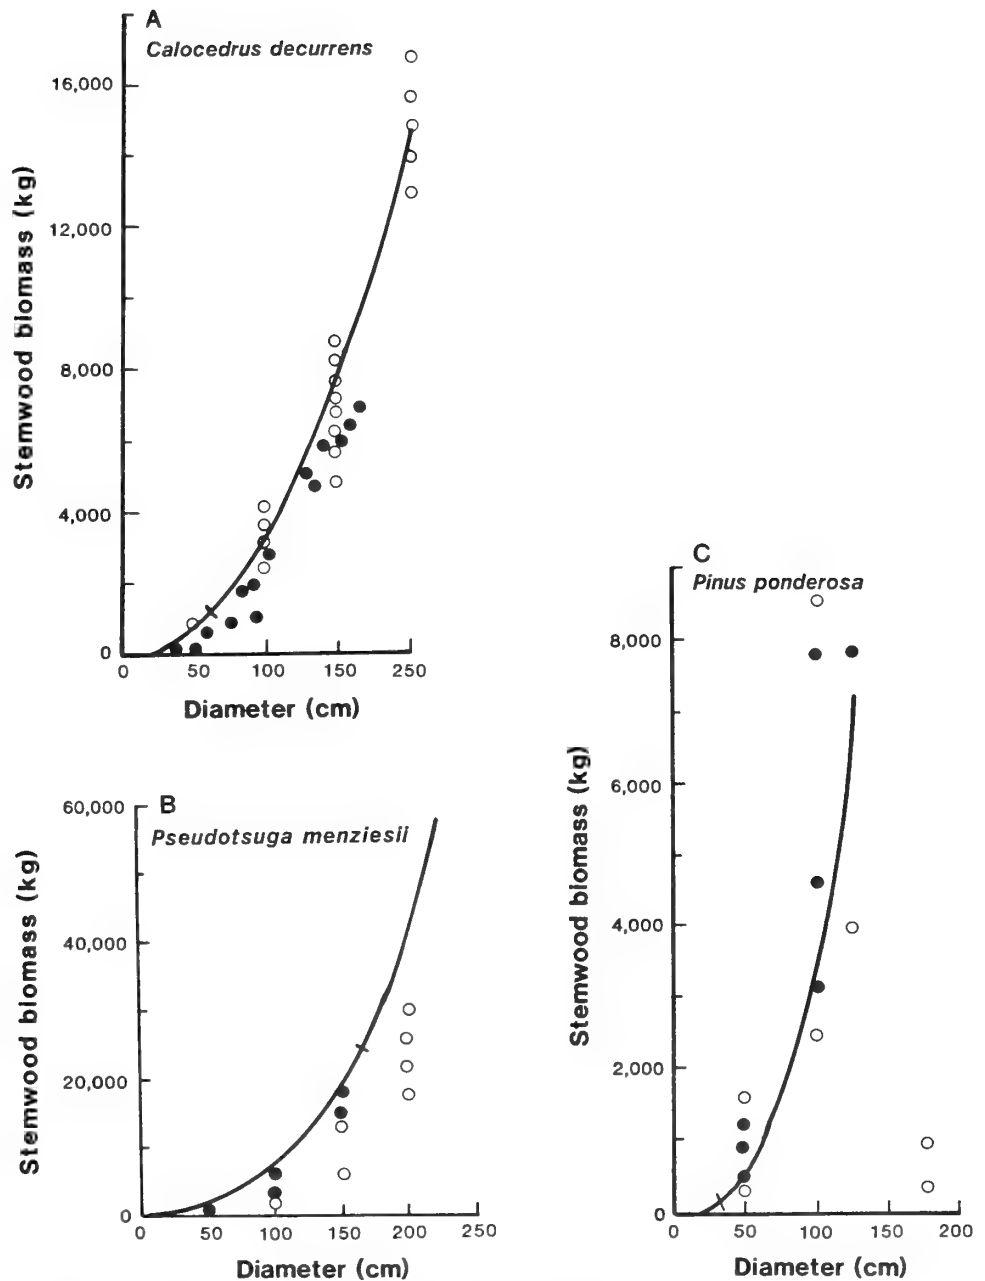 A
Calocedrus decurrens
16,000
12,000
8,000
4,000
0
Stemwood biomass (kg)
0 50 100 150 250
Diameter (cm)
B
Pseudotsuga menziesii
60,000
40,000
20,000
0
Stemwood biomass (kg)
0 50 100 150 200 250
Diameter (cm)
C
Pinus ponderosa
8,000
6,000
4,000
2,000
0
Stemwood biomass (kg)
0 50 100 150 200
Diameter (cm)